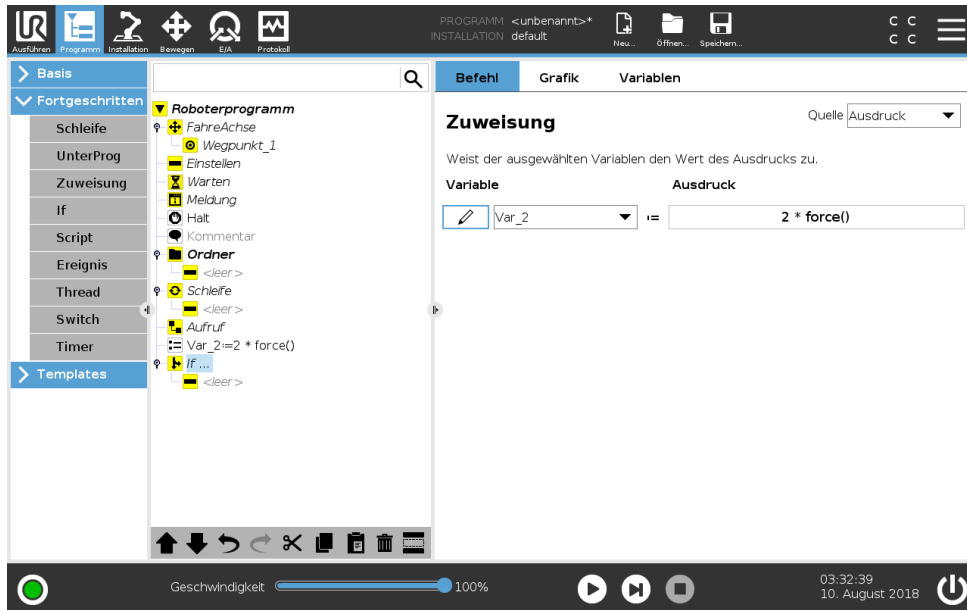 UR
PROGRAMM <unbenannt>*
INSTALLATION default
C C
C C
Ausführen Programm Installation Bewegen E/A Protokoll Neu... Öffnen... Speichern...
Basis
Fortgeschritten
Schleife
UnterProg
Zuweisung
If
Script
Ereignis
Thread
Switch
Timer
Templates
Roboterprogramm
FahreAchse
Wegpunkt_1
Einstellen
Warten
Meldung
Halt
Kommentar
Ordner
<leer>
Schleife
<leer>
Aufruf
Var_2:=2 * force()
If ...
<leer>
Befehl Grafik Variablen
Zuweisung
Quelle Ausdruck
Weist der ausgewählten Variablen den Wert des Ausdrucks zu.
Variable Ausdruck
Var_2 := 2 * force()
Geschwindigkeit 100%
03:32:39
10. August 2018